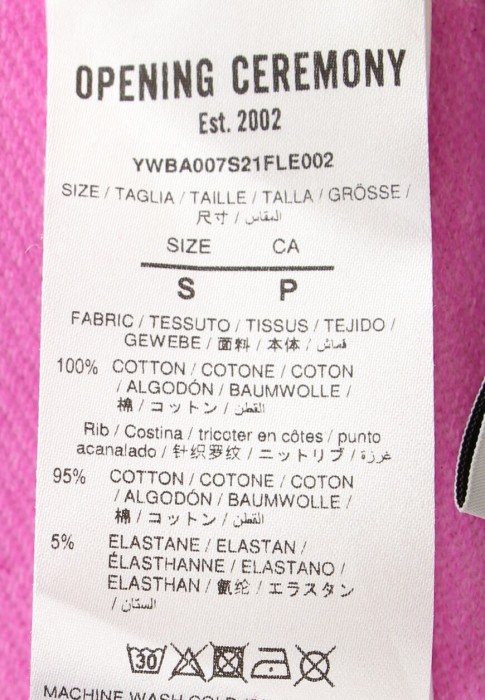 OPENING CEREMONY
Est. 2002
YWBA007S21FLE002
SIZE / TAGLIA / TAILLE / TALLA / GRÖSSE /
尺寸 / المقاس
SIZE CA
S P
FABRIC / TESSUTO / TISSUS / TEJIDO /
GEWEBE / 面料 / 本体 / قماش
100% COTTON / COTONE / COTON
/ ALGODÓN / BAUMWOLLE /
棉 / コットン / القطن
Rib / Costina / tricoter en côtes / punto
acanalado / 针织罗纹 / ニットリブ / غرزة
95% COTTON / COTONE / COTON
/ ALGODÓN / BAUMWOLLE /
棉 / コットン / القطن
5% ELASTANE / ELASTAN /
ÉLASTHANNE / ELASTANO /
ELASTHAN / 氨纶 / エラスタン
/ الستان
30
MACHINE WASH COLD